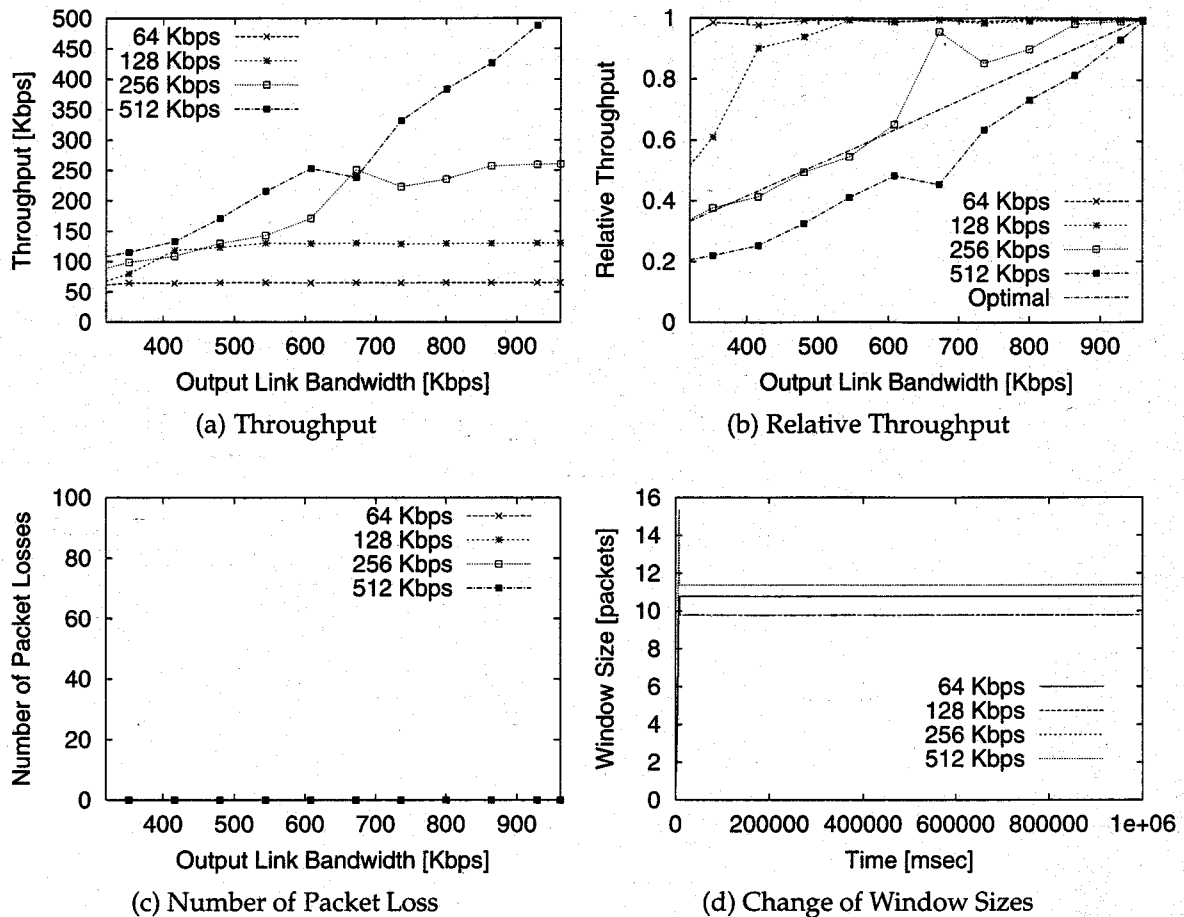 Throughput [Kbps]
500
450
400
350
300
250
200
150
100
50
0
64 Kbps
128 Kbps
256 Kbps
512 Kbps
400 500 600 700 800 900
Output Link Bandwidth [Kbps]
(a) Throughput
Relative Throughput
1
0.8
0.6
0.4
0.2
0
64 Kbps
128 Kbps
256 Kbps
512 Kbps
Optimal
400 500 600 700 800 900
Output Link Bandwidth [Kbps]
(b) Relative Throughput
Number of Packet Losses
100
80
60
40
20
0
64 Kbps
128 Kbps
256 Kbps
512 Kbps
400 500 600 700 800 900
Output Link Bandwidth [Kbps]
(c) Number of Packet Loss
Window Size [packets]
16
14
12
10
8
6
4
2
0
64 Kbps
128 Kbps
256 Kbps
512 Kbps
0 200000 400000 600000 800000 1e+06
Time [msec]
(d) Change of Window Sizes